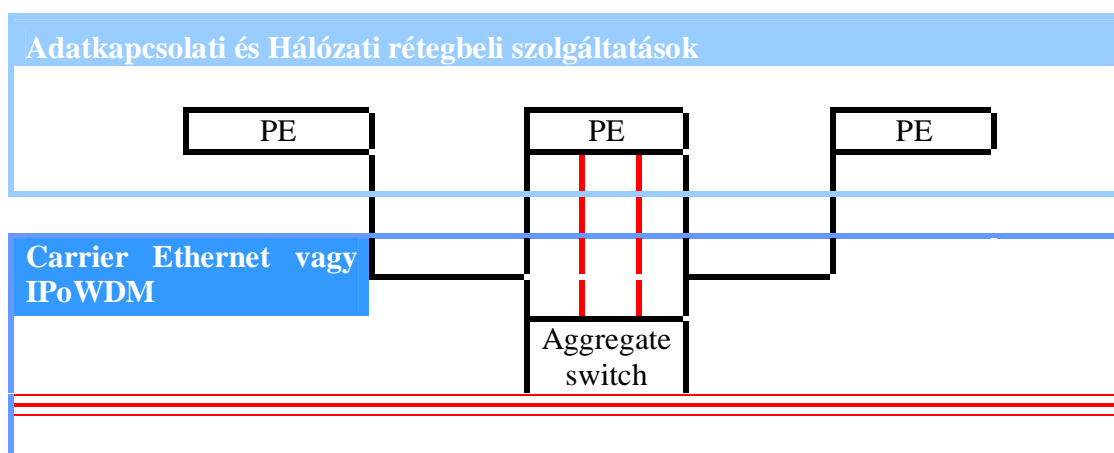 Adatkapcsolati és Hálózati rétegbeli szolgáltatások
PE PE PE
Carrier Ethernet vagy
IPoWDM
Aggregate
switch